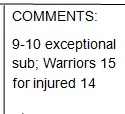 COMMENTS:
9-10 exceptional
sub; Warriors 15
for injured 14